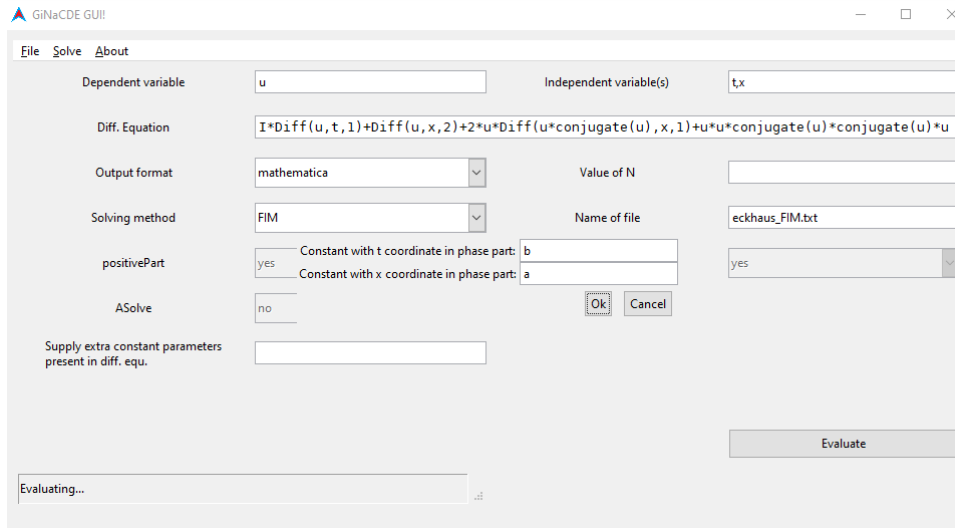 GiNaCDE GUI!
File Solve About
Dependent variable u Independent variable(s) t,x
Diff. Equation I*Diff(u,t,1)+Diff(u,x,2)+2*u*Diff(u*conjugate(u),x,1)+u*u*conjugate(u)*conjugate(u)*u
Output format mathematica Value of N
Solving method FIM Name of file eckhaus_FIM.txt
positivePart yes Constant with t coordinate in phase part: b yes
Constant with x coordinate in phase part: a
ASolve no Ok Cancel
Supply extra constant parameters
present in diff. equ.
Evaluate
Evaluating...